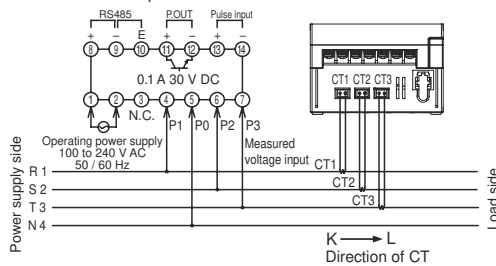 RS485 P.OUT Pulse input
+ - E + - + -
8 9 10 11 12 13 14
0.1 A 30 V DC
1 2 3 4 5 6 7
N.C. P1 P0 P2 P3
Operating power supply
100 to 240 V AC
50 / 60 Hz
Measured
voltage input
CT1 CT2 CT3
Power supply side
R 1
S 2
T 3
N 4
CT1
CT2
CT3
Load side
K L
Direction of CT